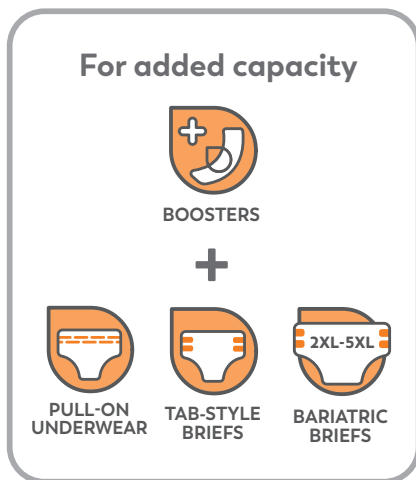 For added capacity
BOOSTERS
+
2XL-5XL
PULL-ON
UNDERWEAR
TAB-STYLE
BRIEFS
BARIATRIC
BRIEFS